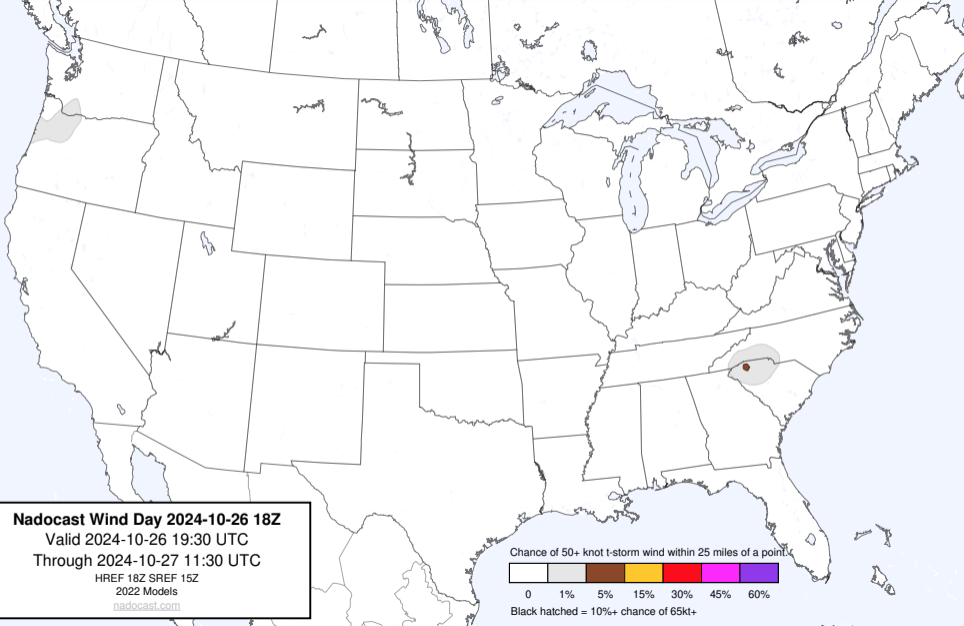 Nadocast Wind Day 2024-10-26 18Z
Valid 2024-10-26 19:30 UTC
Through 2024-10-27 11:30 UTC
HREF 18Z SREF 15Z
2022 Models
nadocast.com
Chance of 50+ knot t-storm wind within 25 miles of a point.
0 1% 5% 15% 30% 45% 60%
Black hatched = 10%+ chance of 65kt+